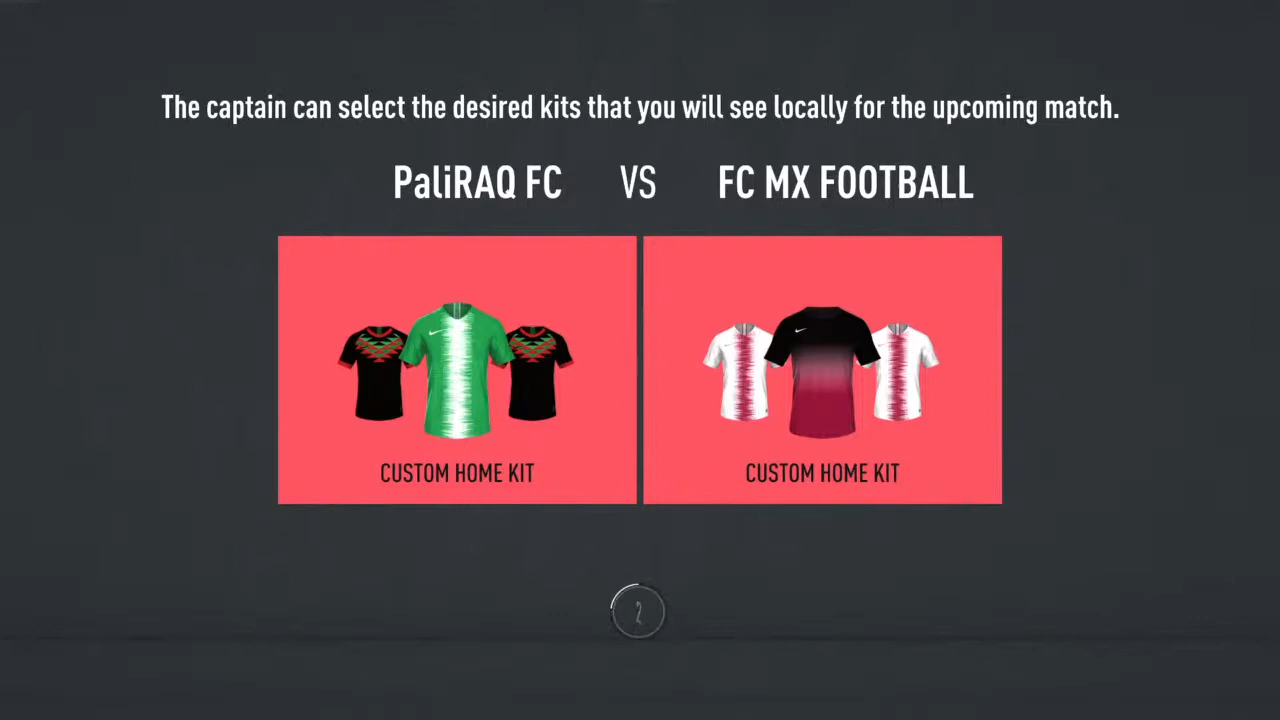 The captain can select the desired kits that you will see locally for the upcoming match.
PaliRAQ FC VS FC MX FOOTBALL
CUSTOM HOME KIT CUSTOM HOME KIT
2